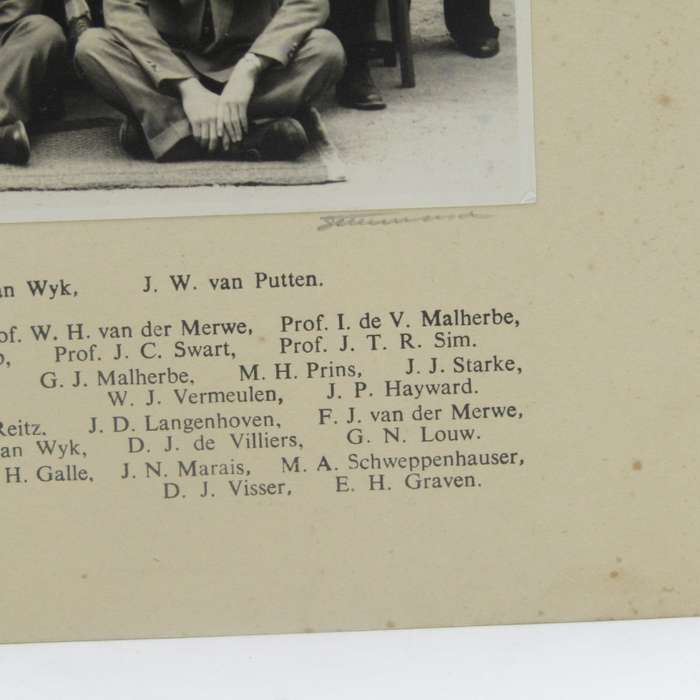 an Wyk, J. W. van Putten.
of. W. H. van der Merwe, Prof. I. de V. Malherbe,
o, Prof. J. C. Swart, Prof. J. T. R. Sim.
G. J. Malherbe, M. H. Prins, J. J. Starke,
W. J. Vermeulen, J. P. Hayward.
Reitz. J. D. Langenhoven, F. J. van der Merwe,
an Wyk, D. J. de Villiers, G. N. Louw.
H. Galle, J. N. Marais, M. A. Schweppenhauser,
D. J. Visser, E. H. Graven.